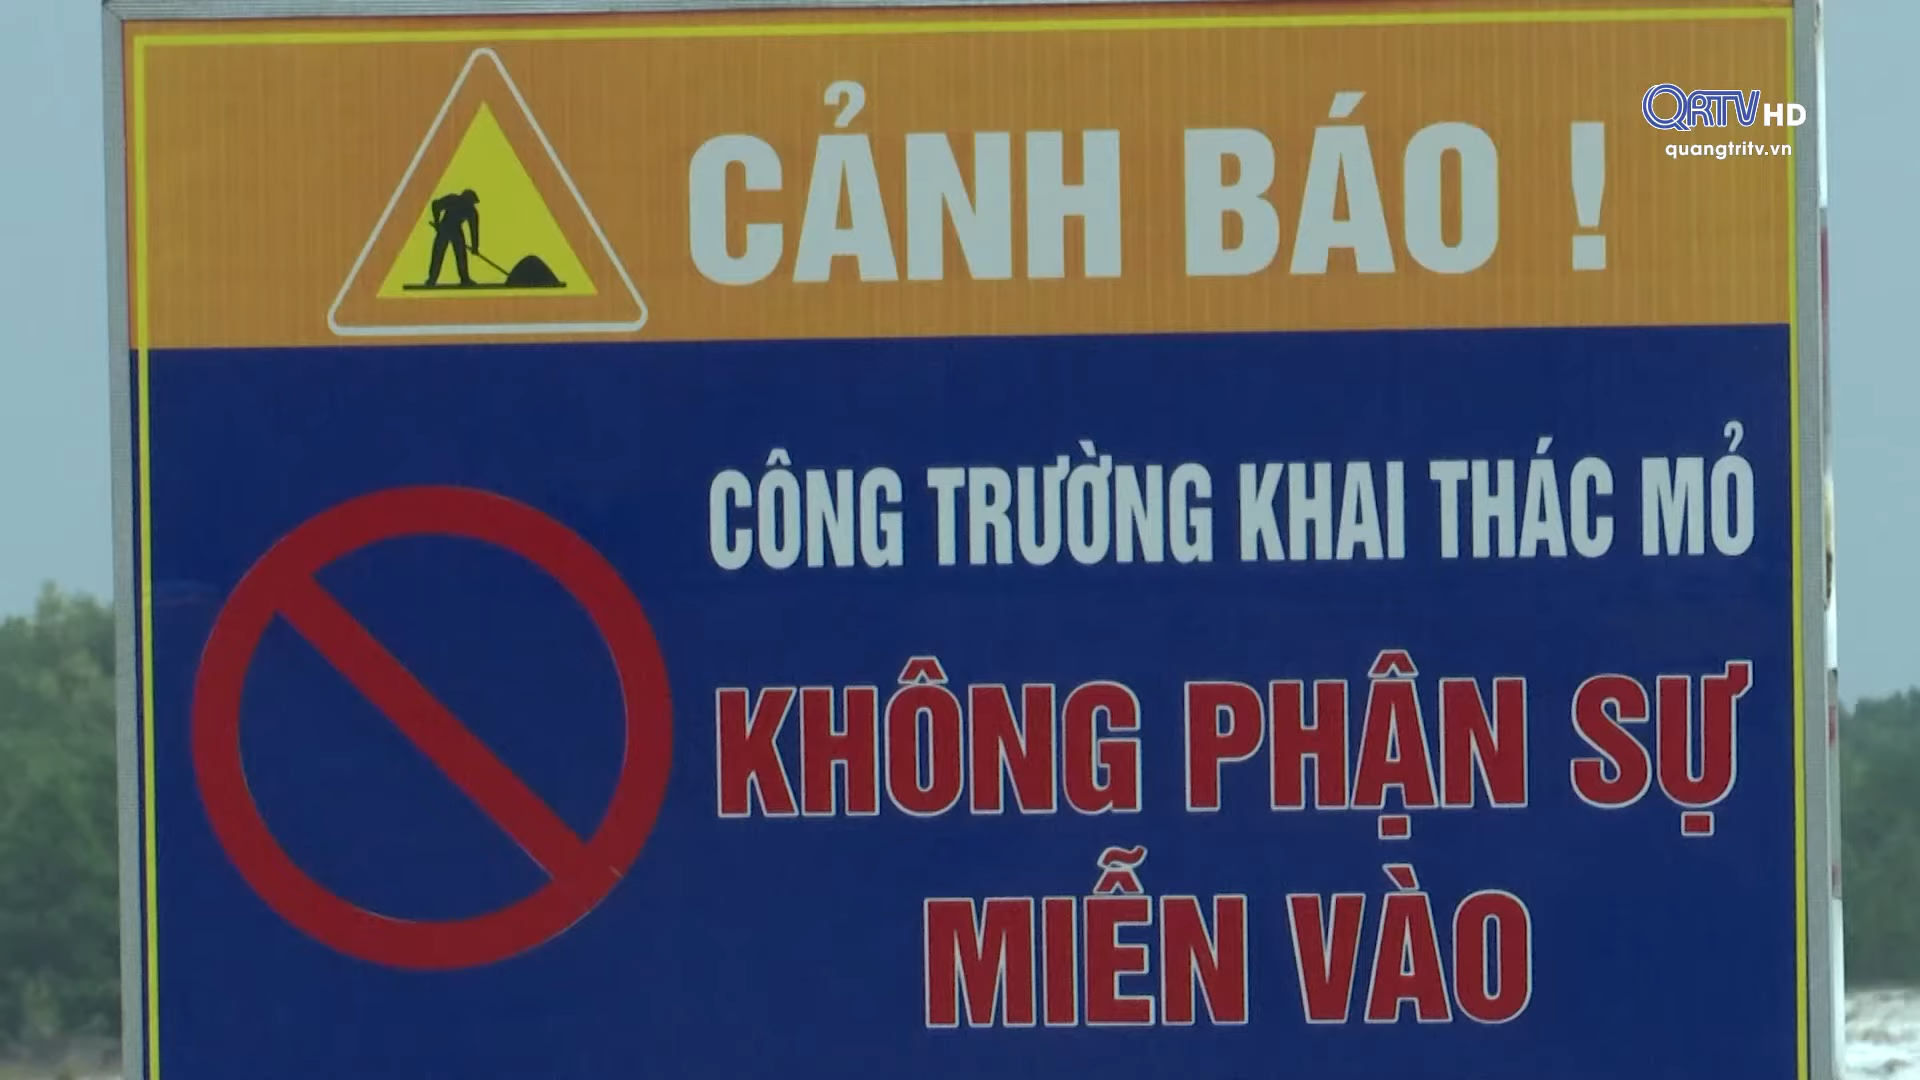 CẢNH BÁO !
QRTV HD
quangtritv.vn
CÔNG TRƯỜNG KHAI THÁC MỎ
KHÔNG PHẬN SỰ
MIỄN VÀO